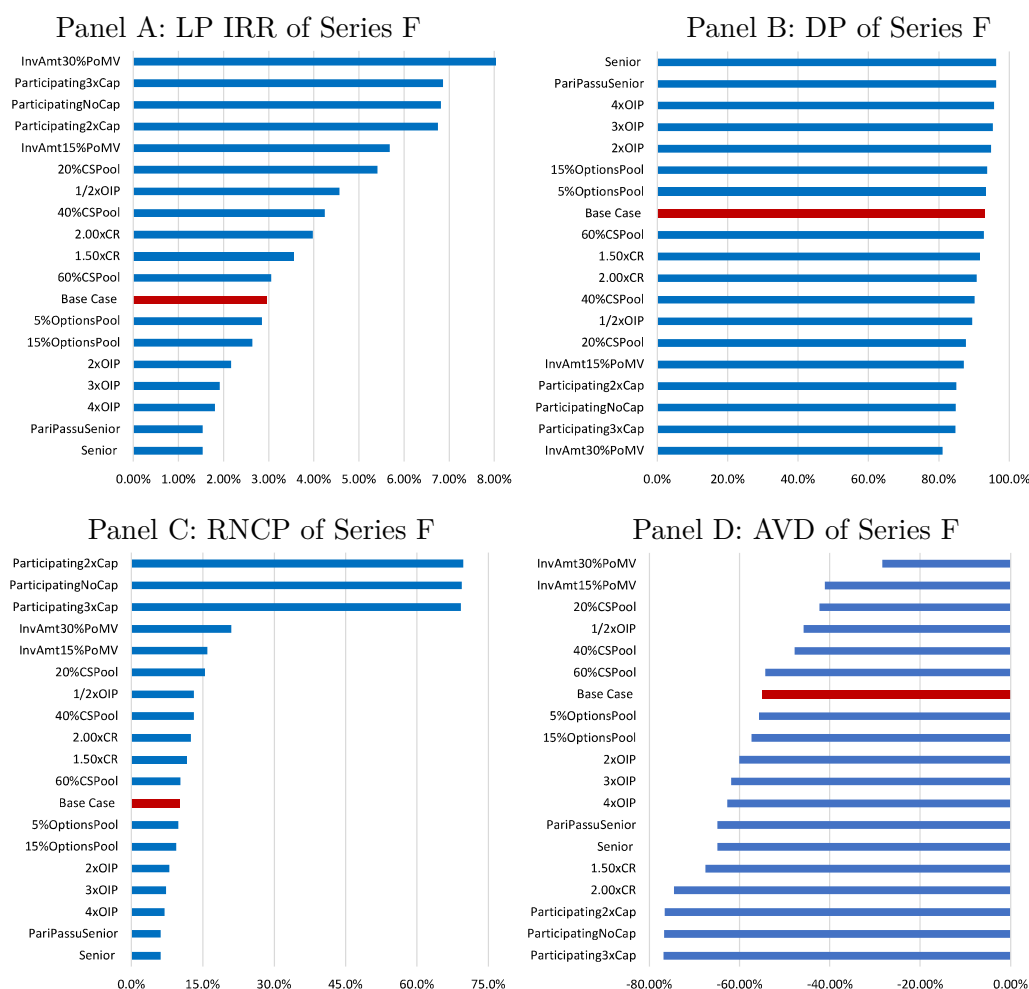 Panel A: LP IRR of Series F
InvAmt30%PoMV
Participating3xCap
ParticipatingNoCap
Participating2xCap
InvAmt15%PoMV
20%CSPool
1/2xOIP
40%CSPool
2.00xCR
1.50xCR
60%CSPool
Base Case
5%OptionsPool
15%OptionsPool
2xOIP
3xOIP
4xOIP
PariPassuSenior
Senior
0.00% 1.00% 2.00% 3.00% 4.00% 5.00% 6.00% 7.00% 8.00%
Panel B: DP of Series F
Senior
PariPassuSenior
4xOIP
3xOIP
2xOIP
15%OptionsPool
5%OptionsPool
Base Case
60%CSPool
1.50xCR
2.00xCR
40%CSPool
1/2xOIP
20%CSPool
InvAmt15%PoMV
Participating2xCap
ParticipatingNoCap
Participating3xCap
InvAmt30%PoMV
0.0% 20.0% 40.0% 60.0% 80.0% 100.0%
Panel C: RNCP of Series F
Participating2xCap
ParticipatingNoCap
Participating3xCap
InvAmt30%PoMV
InvAmt15%PoMV
20%CSPool
1/2xOIP
40%CSPool
2.00xCR
1.50xCR
60%CSPool
Base Case
5%OptionsPool
15%OptionsPool
2xOIP
3xOIP
4xOIP
PariPassuSenior
Senior
0.0% 15.0% 30.0% 45.0% 60.0% 75.0%
Panel D: AVD of Series F
InvAmt30%PoMV
InvAmt15%PoMV
20%CSPool
1/2xOIP
40%CSPool
60%CSPool
Base Case
5%OptionsPool
15%OptionsPool
2xOIP
3xOIP
4xOIP
PariPassuSenior
Senior
1.50xCR
2.00xCR
Participating2xCap
ParticipatingNoCap
Participating3xCap
-80.00% -60.00% -40.00% -20.00% 0.00%